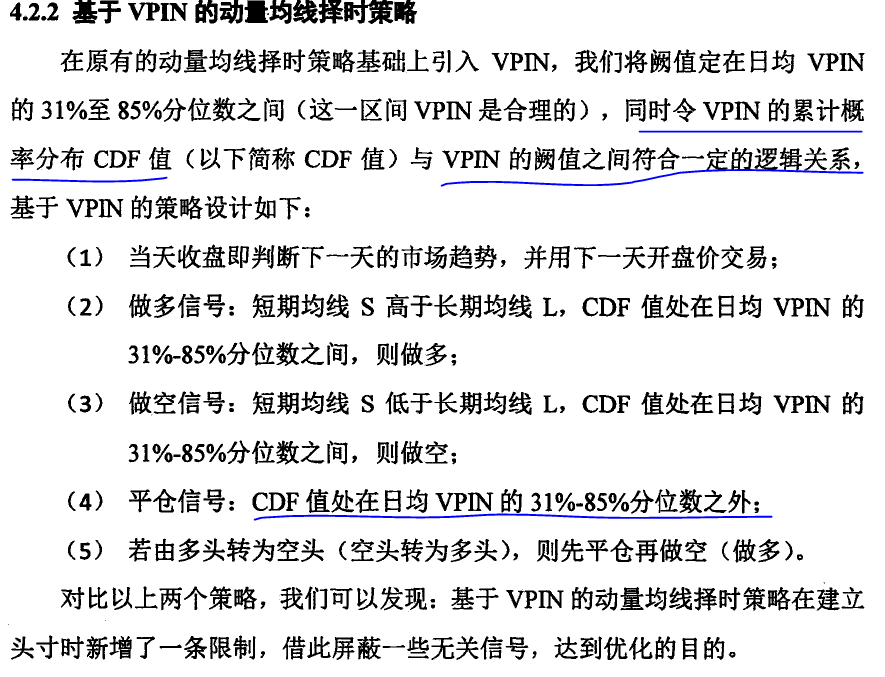 4.2.2 基于 VPIN 的动量均线择时策略
在原有的动量均线择时策略基础上引入 VPIN，我们将阙值定在日均 VPIN
的 31%至 85%分位数之间（这一区间 VPIN 是合理的），同时令 VPIN 的累计概
率分布 CDF 值（以下简称 CDF 值）与 VPIN 的阙值之间符合一定的逻辑关系，
基于 VPIN 的策略设计如下：
（1） 当天收盘即判断下一天的市场趋势，并用下一天开盘价交易；
（2） 做多信号：短期均线 S 高于长期均线 L，CDF 值处在日均 VPIN 的
31%-85%分位数之间，则做多；
（3） 做空信号：短期均线 S 低于长期均线 L，CDF 值处在日均 VPIN 的
31%-85%分位数之间，则做空；
（4） 平仓信号：CDF 值处在日均 VPIN 的 31%-85%分位数之外；
（5） 若由多头转为空头（空头转为多头），则先平仓再做空（做多）。
对比以上两个策略，我们可以发现：基于 VPIN 的动量均线择时策略在建立
头寸时新增了一条限制，借此屏蔽一些无关信号，达到优化的目的。